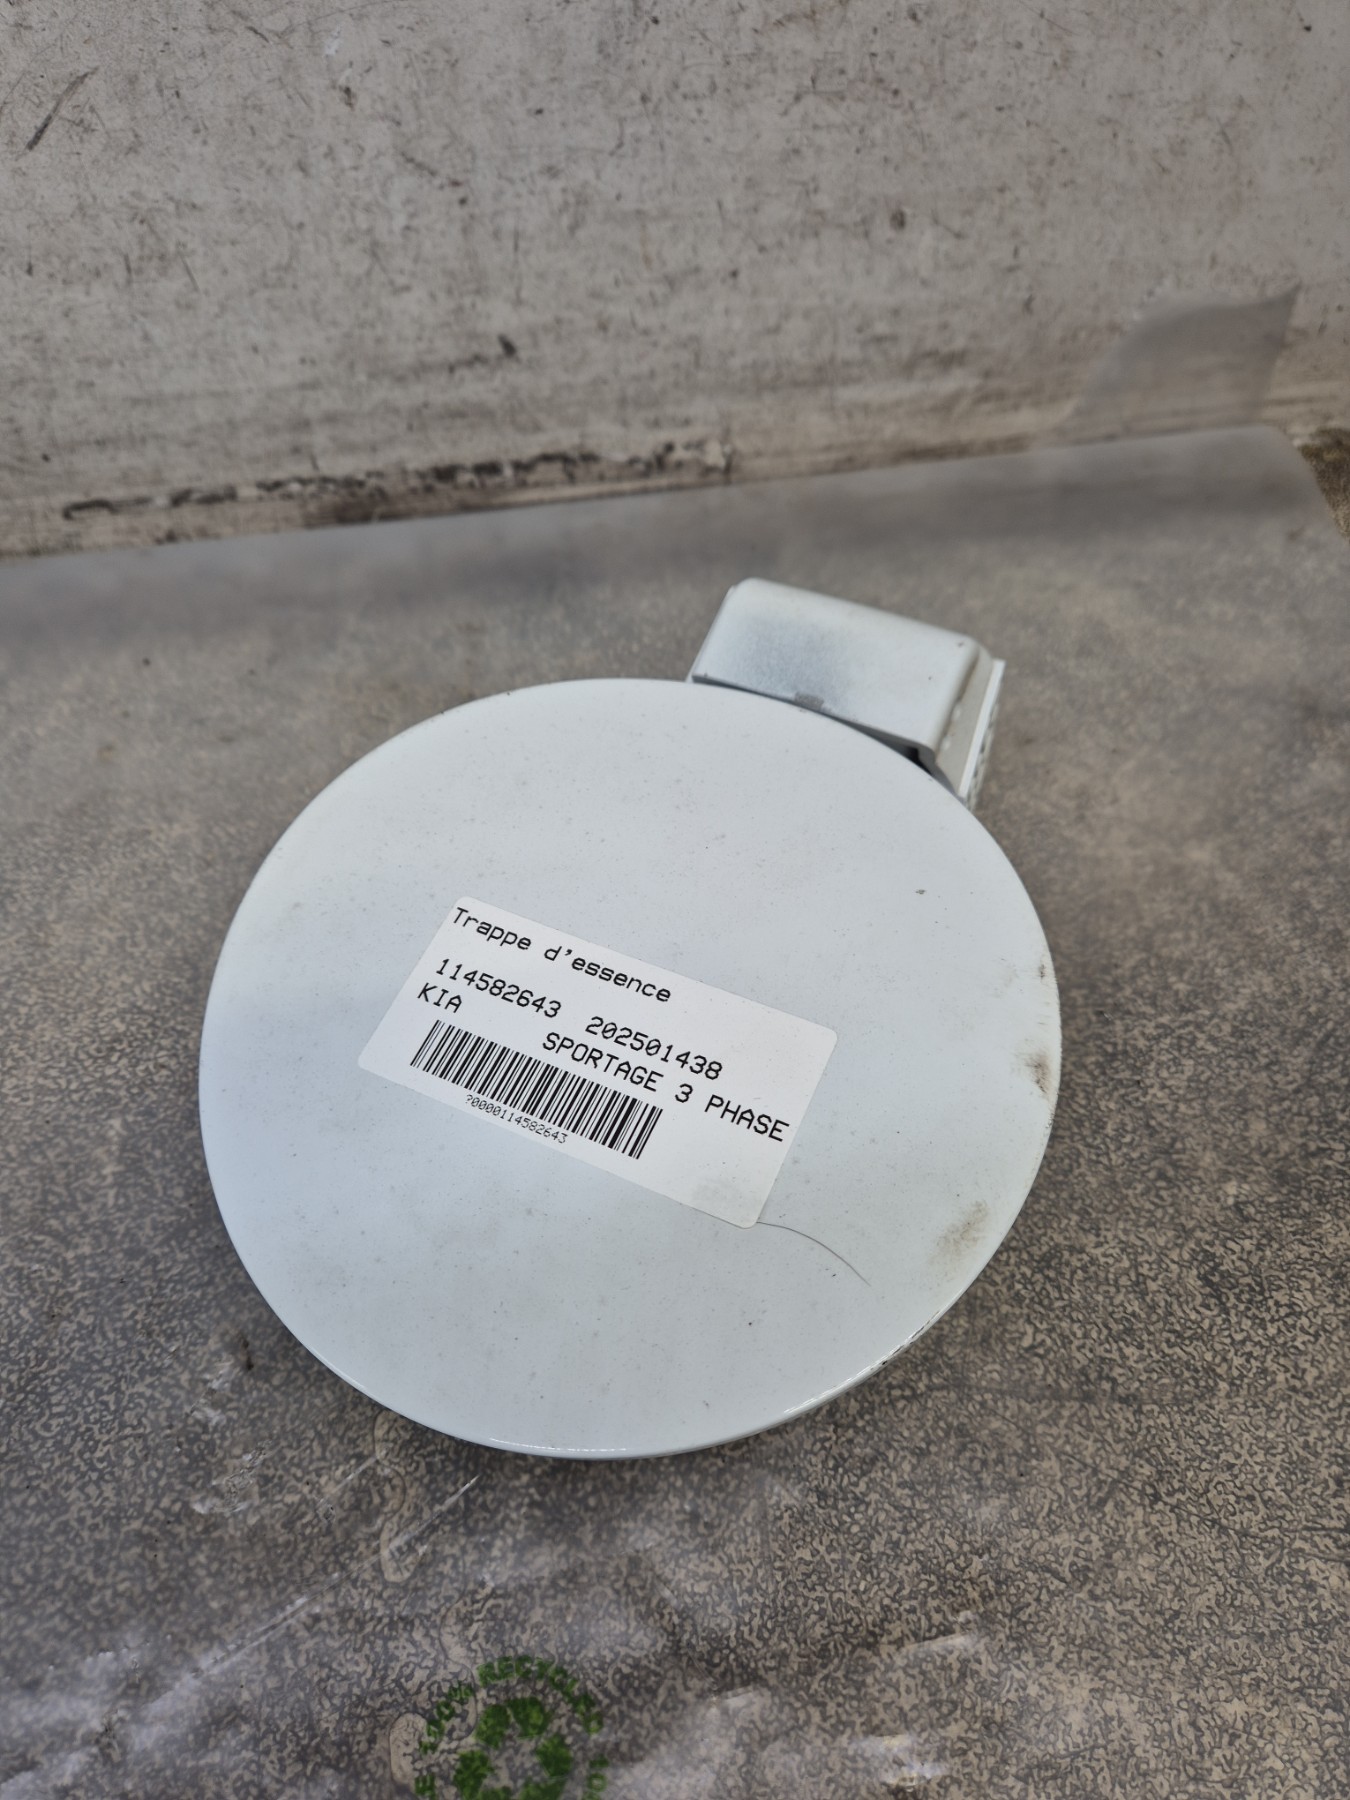 Trappe d'essence
114582643 202501438
KIA SPORTAGE 3 PHASE
?0000114582643